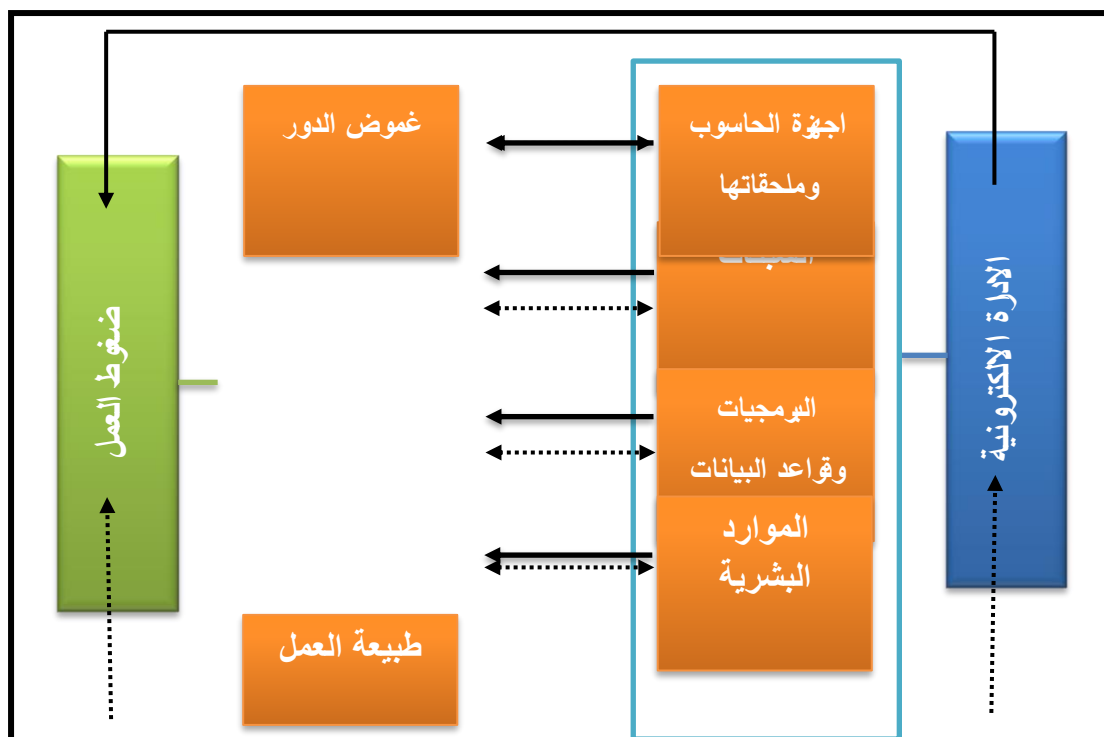 الادارة الالكترونية
اجهزة الحاسوب
وملحقاتها
البرمجيات
وقواعد البيانات
الموارد
البشرية
غموض الدور
طبيعة العمل
ضغوط العمل